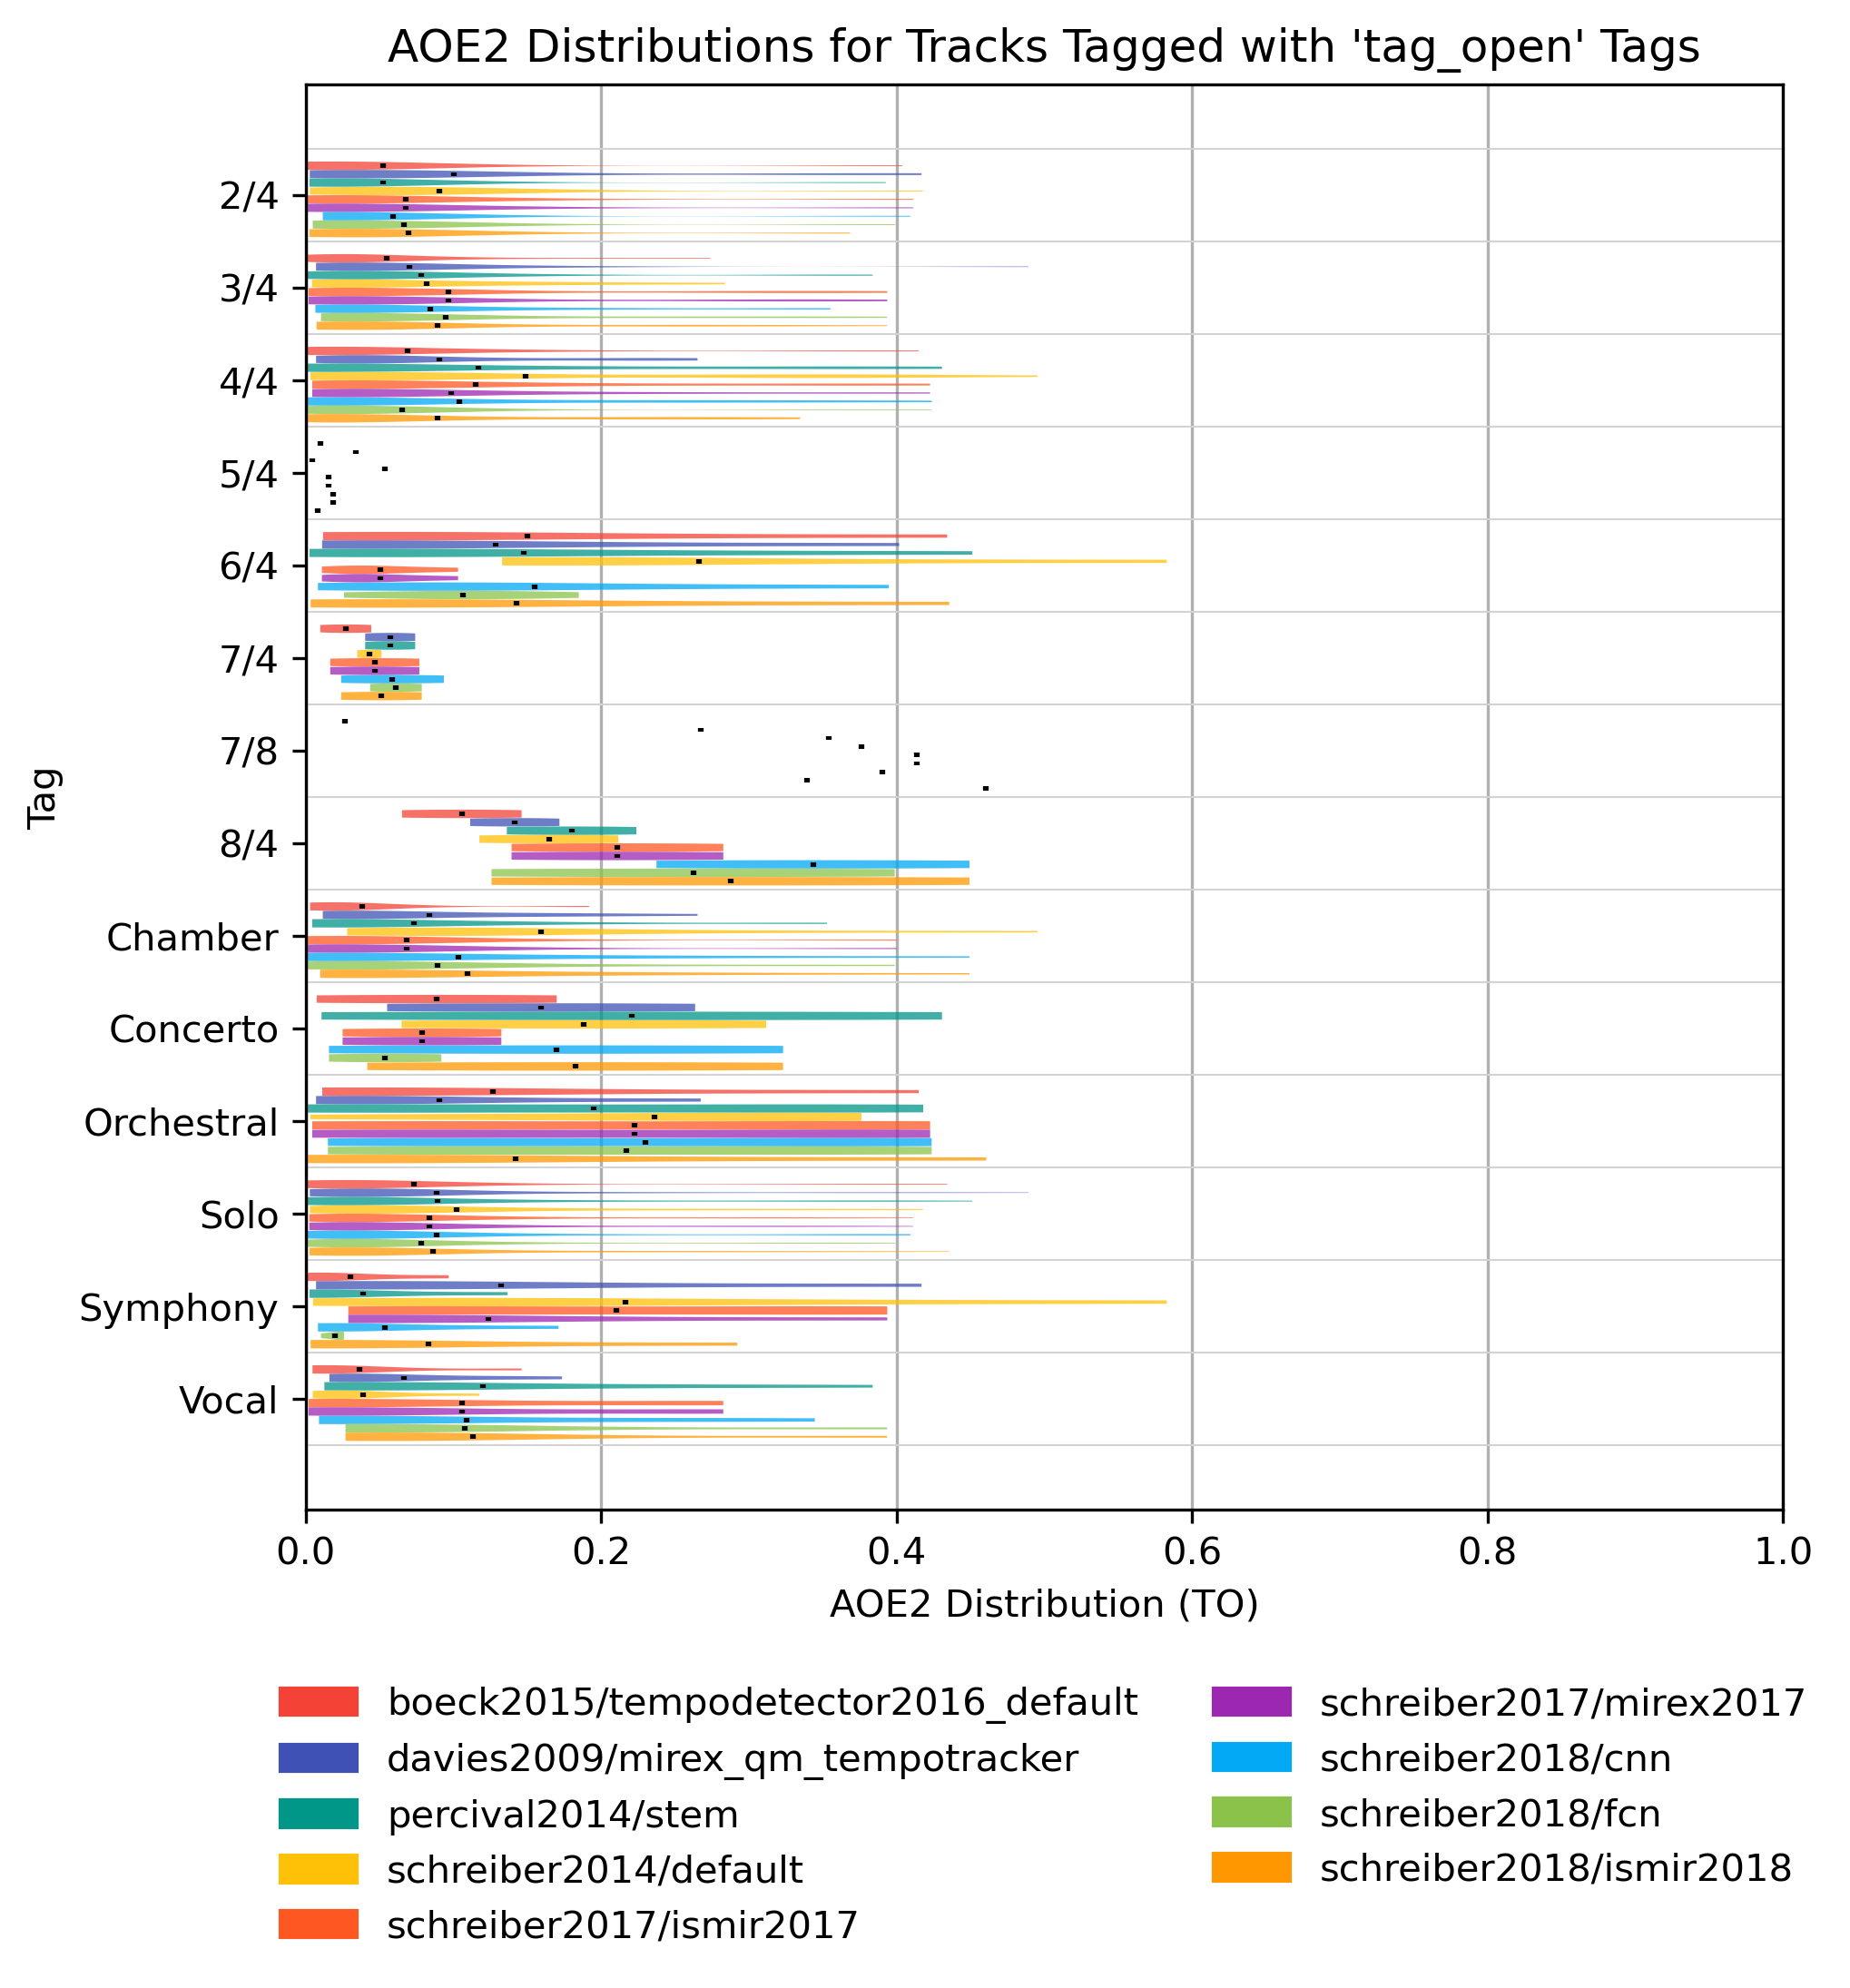 AOE2 Distributions for Tracks Tagged with 'tag_open' Tags
Tag
2/4
3/4
4/4
5/4
6/4
7/4
7/8
8/4
Chamber
Concerto
Orchestral
Solo
Symphony
Vocal
0.0 0.2 0.4 0.6 0.8 1.0
AOE2 Distribution (TO)
boeck2015/tempodetector2016_default
davies2009/mirex_qm_tempotracker
percival2014/stem
schreiber2014/default
schreiber2017/ismir2017
schreiber2017/mirex2017
schreiber2018/cnn
schreiber2018/fcn
schreiber2018/ismir2018